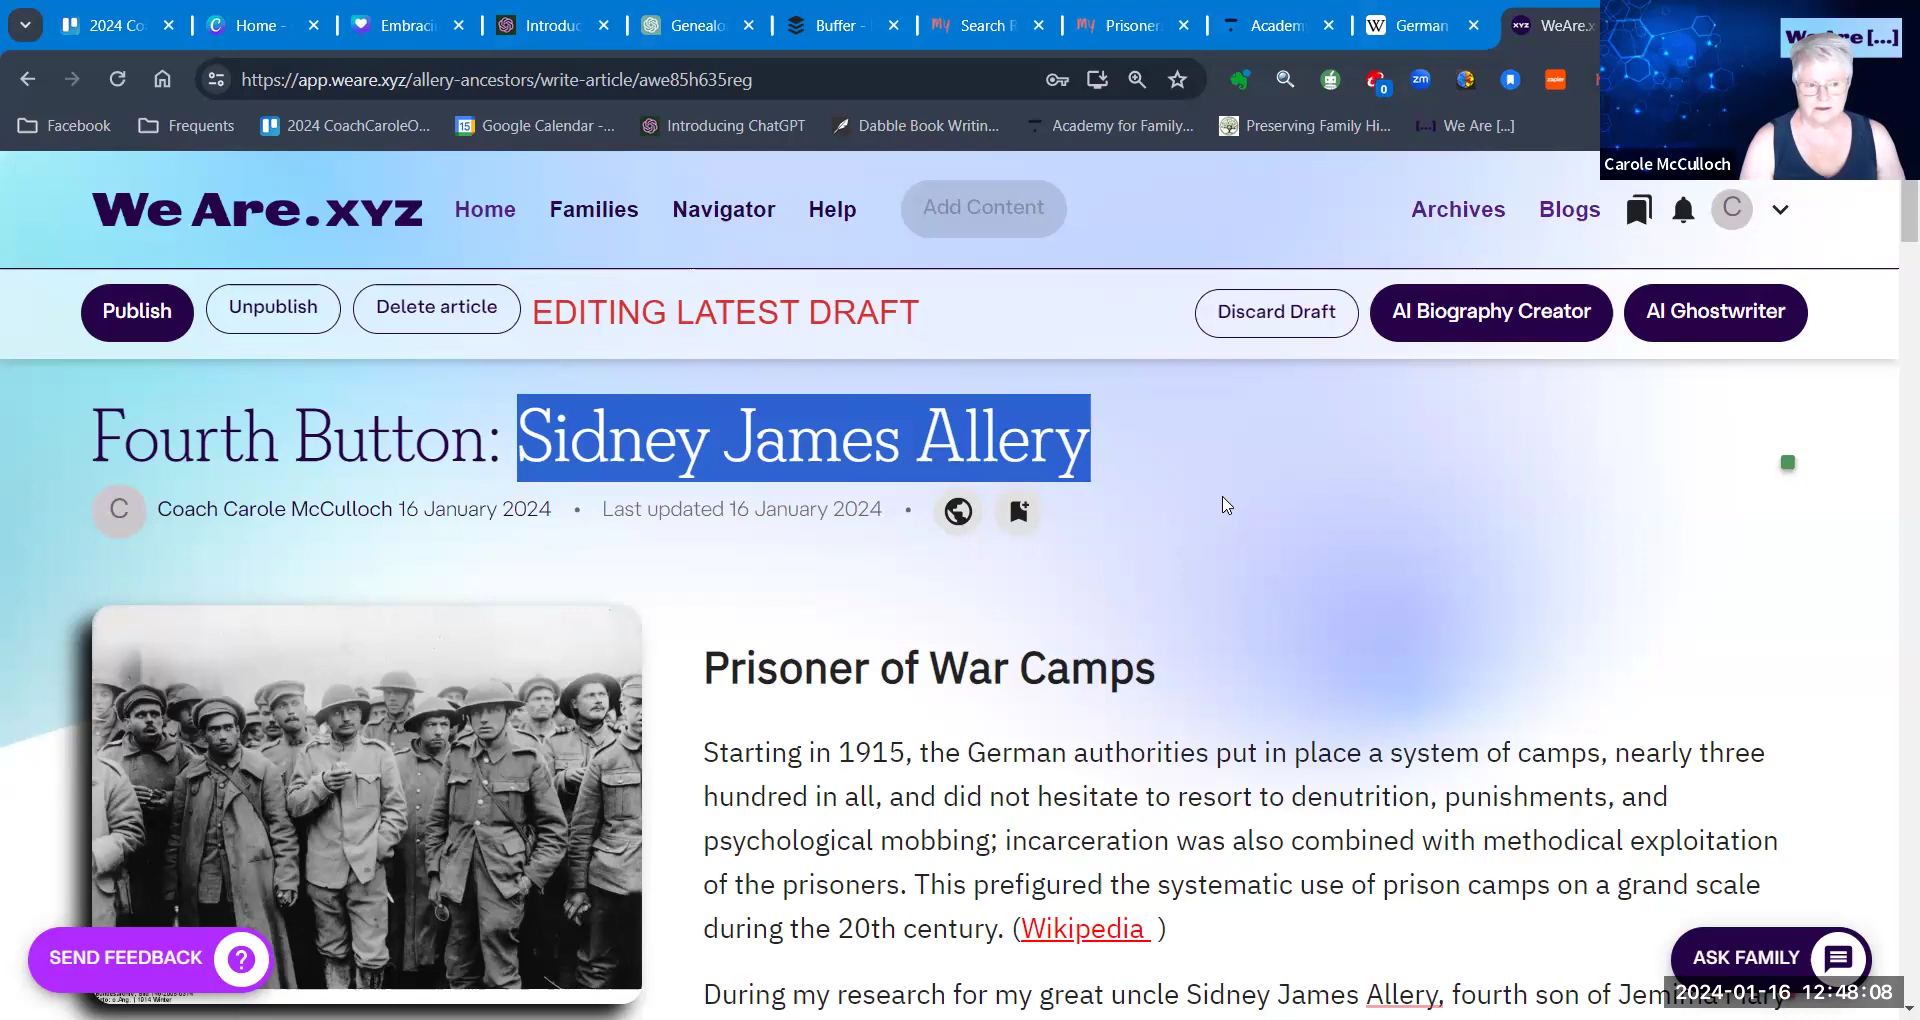 2024 Co
Home -
Embraci
Introduc
Genealo
Buffer -
Search R
Prisoner
Academ
German
WeAre.x
We Are [...]
https://app.weare.xyz/allery-ancestors/write-article/awe85h635reg
Facebook
Frequents
2024 CoachCaroleO...
Google Calendar -...
Introducing ChatGPT
Dabble Book Writin...
Academy for Family...
Preserving Family Hi...
We Are [...]
Carole McCulloch
We Are.xyz
Home
Families
Navigator
Help
Add Content
Archives
Blogs
C
Publish
Unpublish
Delete article
EDITING LATEST DRAFT
Discard Draft
AI Biography Creator
AI Ghostwriter
Fourth Button: Sidney James Allery
C
Coach Carole McCulloch 16 January 2024 • Last updated 16 January 2024 •
Prisoner of War Camps
Starting in 1915, the German authorities put in place a system of camps, nearly three
hundred in all, and did not hesitate to resort to denutrition, punishments, and
psychological mobbing; incarceration was also combined with methodical exploitation
of the prisoners. This prefigured the systematic use of prison camps on a grand scale
during the 20th century. (Wikipedia )
During my research for my great uncle Sidney James Allery, fourth son of Jemima Mary
SEND FEEDBACK ?
ASK FAMILY
2024-01-16 12:48:08